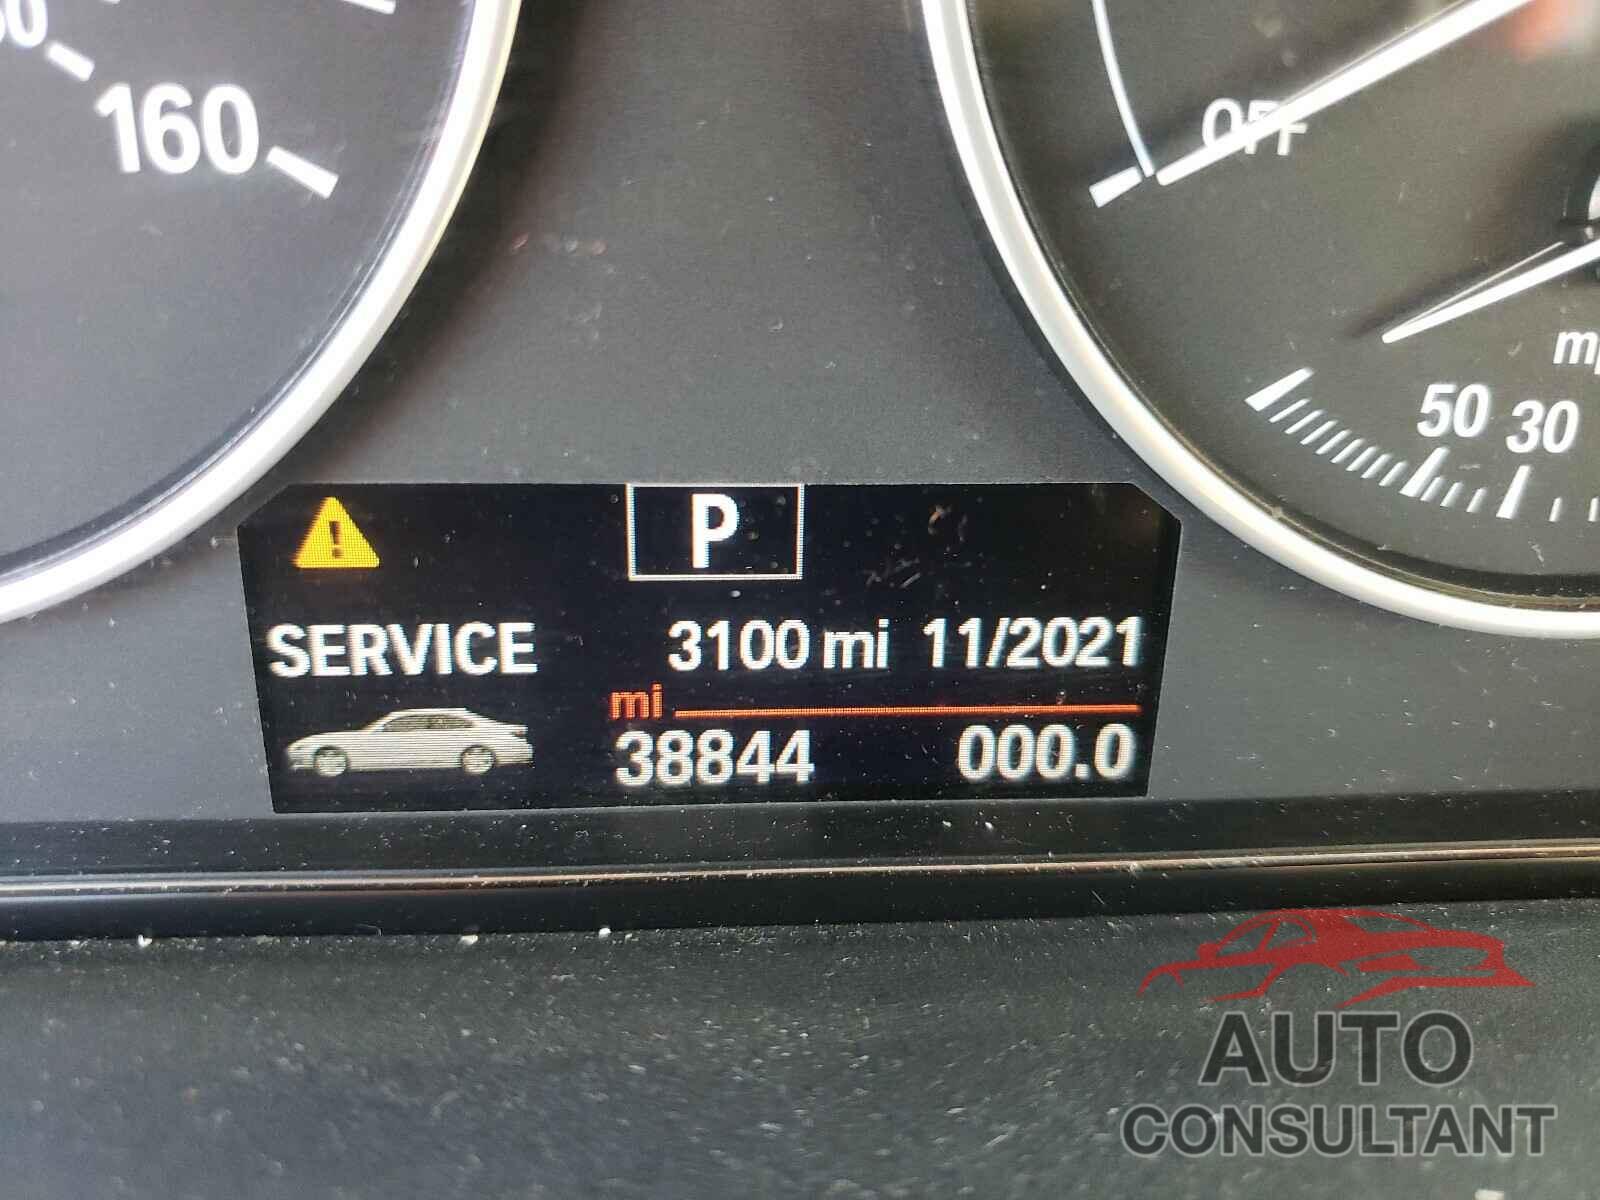 160
OFF
50 30
P
SERVICE 3100 mi 11/2021
mi
38844 000.0
AUTO
CONSULTANT